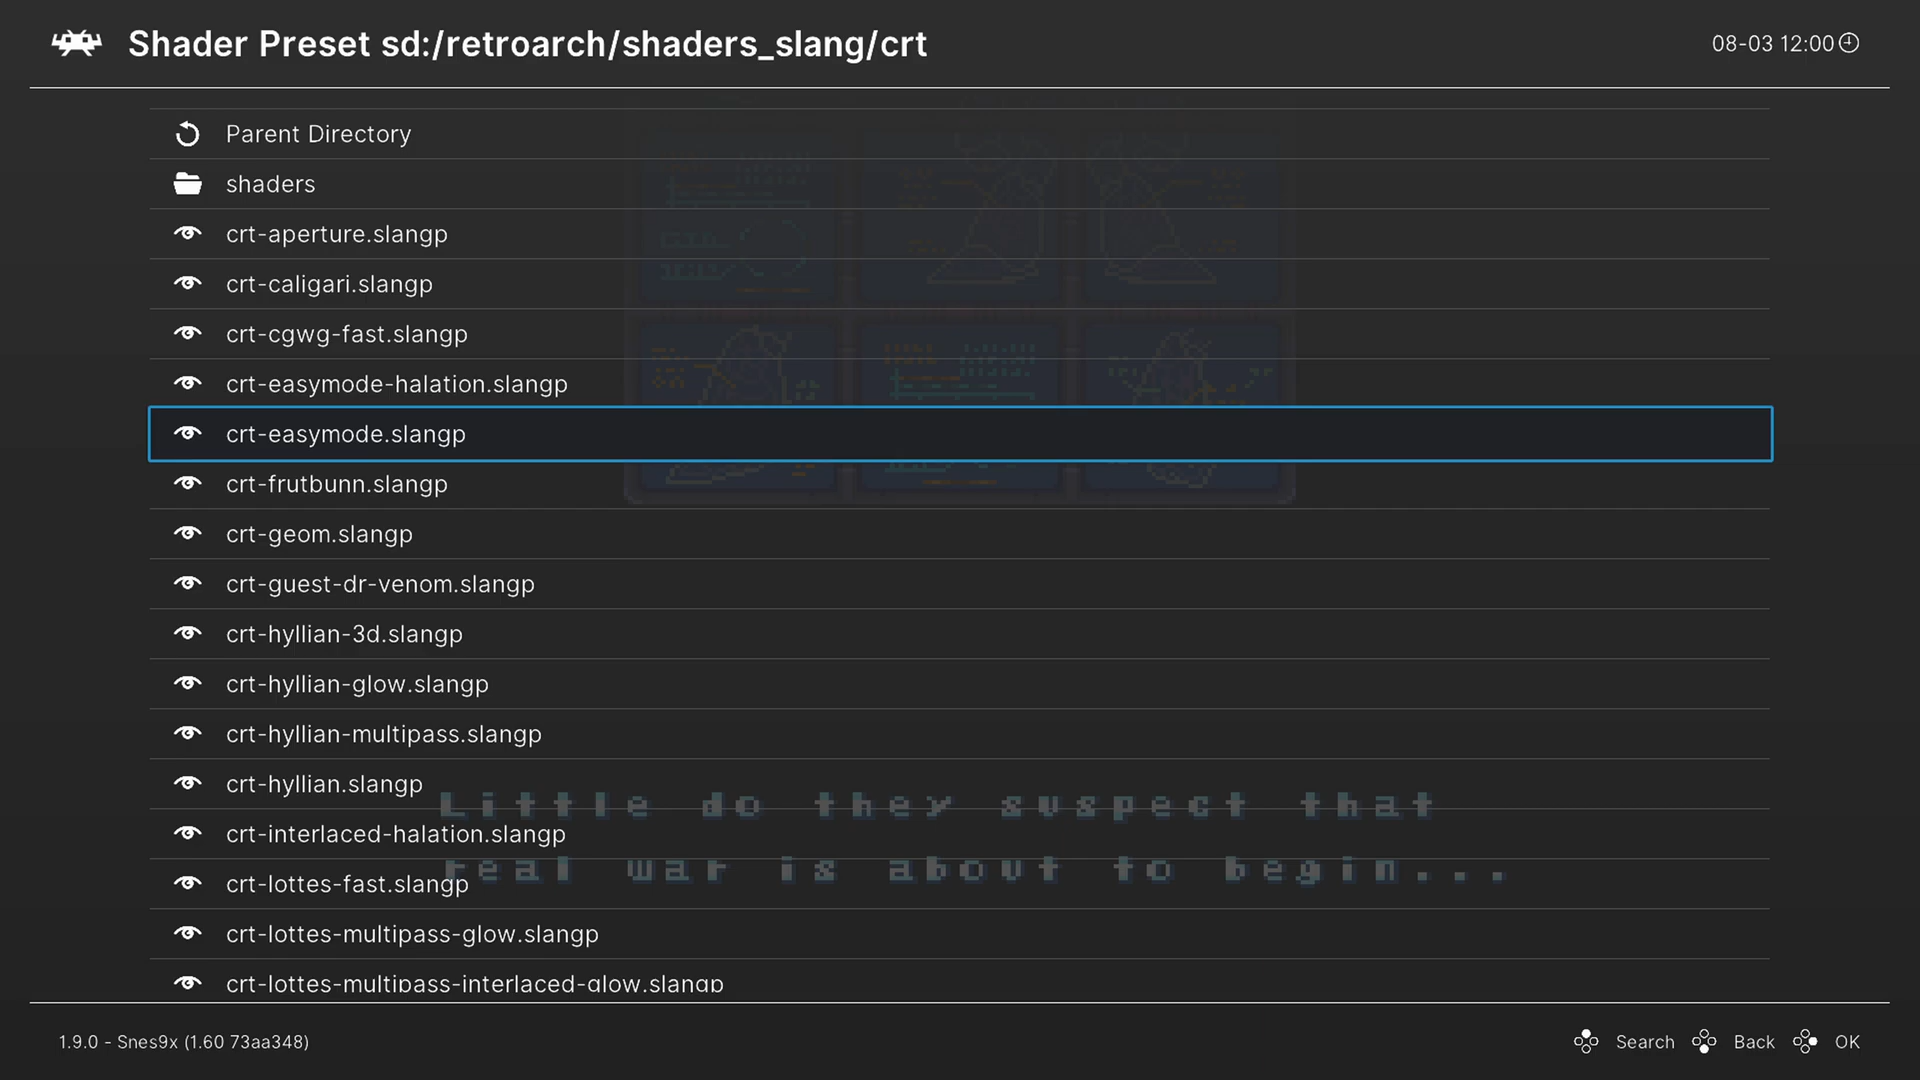 Shader Preset sd:/retroarch/shaders_slang/crt
08-03 12:00
Parent Directory
shaders
crt-aperture.slangp
crt-caligari.slangp
crt-cgwg-fast.slangp
crt-easymode-halation.slangp
crt-easymode.slangp
crt-frutbunn.slangp
crt-geom.slangp
crt-guest-dr-venom.slangp
crt-hyllian-3d.slangp
crt-hyllian-glow.slangp
crt-hyllian-multipass.slangp
crt-hyllian.slangp
Little do they suspect that
crt-interlaced-halation.slangp
real war is about to begin...
crt-lottes-fast.slangp
crt-lottes-multipass-glow.slangp
crt-lottes-multipass-interlaced-glow.slangp
1.9.0 - Snes9x (1.60 73aa348)
Search Back OK